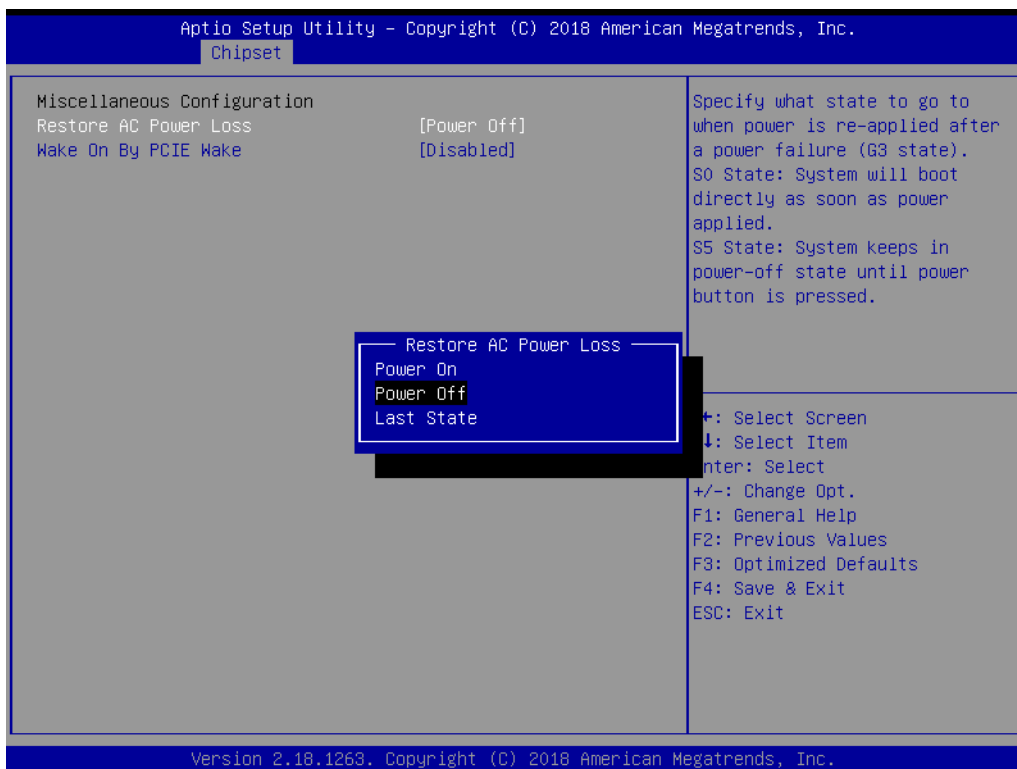 Aptio Setup Utility – Copyright (C) 2018 American Megatrends, Inc.
Chipset
Miscellaneous Configuration
Restore AC Power Loss [Power Off]
Wake On By PCIE Wake [Disabled]
Specify what state to go to
when power is re-applied after
a power failure (G3 state).
S0 State: System will boot
directly as soon as power
applied.
S5 State: System keeps in
power-off state until power
button is pressed.
Restore AC Power Loss
Power On
Power Off
Last State
: Select Screen
: Select Item
nter: Select
+/-: Change Opt.
F1: General Help
F2: Previous Values
F3: Optimized Defaults
F4: Save & Exit
ESC: Exit
Version 2.18.1263. Copyright (C) 2018 American Megatrends, Inc.